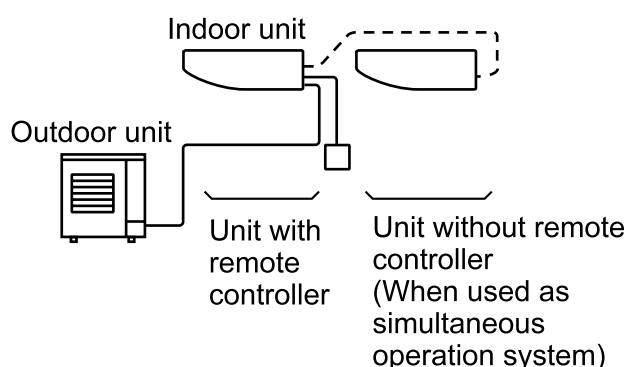 Indoor unit
Outdoor unit
Unit with
remote
controller
Unit without remote
controller
(When used as
simultaneous
operation system)